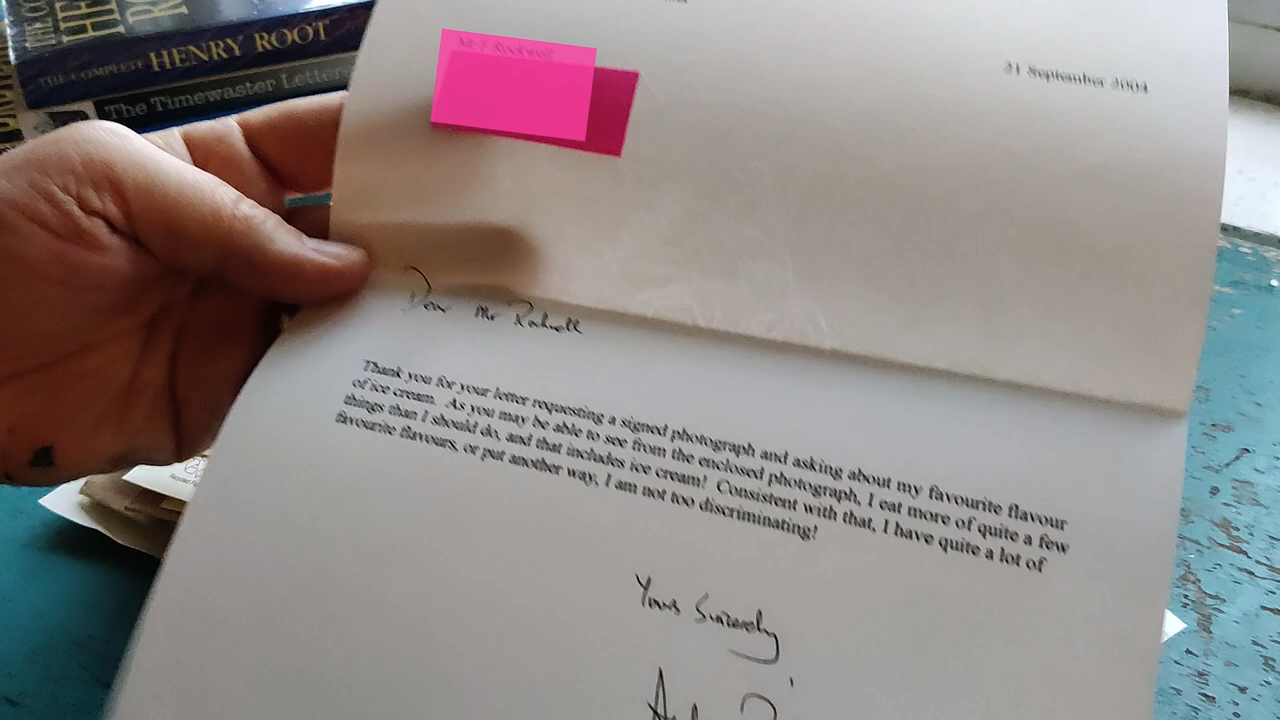 HENRY ROOT
THE COMPLETE
The Timewaster Letters
21 September 2004
Dear Mr Rockwell
Thank you for your letter requesting a signed photograph and asking about my favourite flavour
of ice cream. As you may be able to see from the enclosed photograph, I eat more of quite a few
things than I should do, and that includes ice cream! Consistent with that, I have quite a lot of
favourite flavours, or put another way, I am not too discriminating!
Yours Sincerely